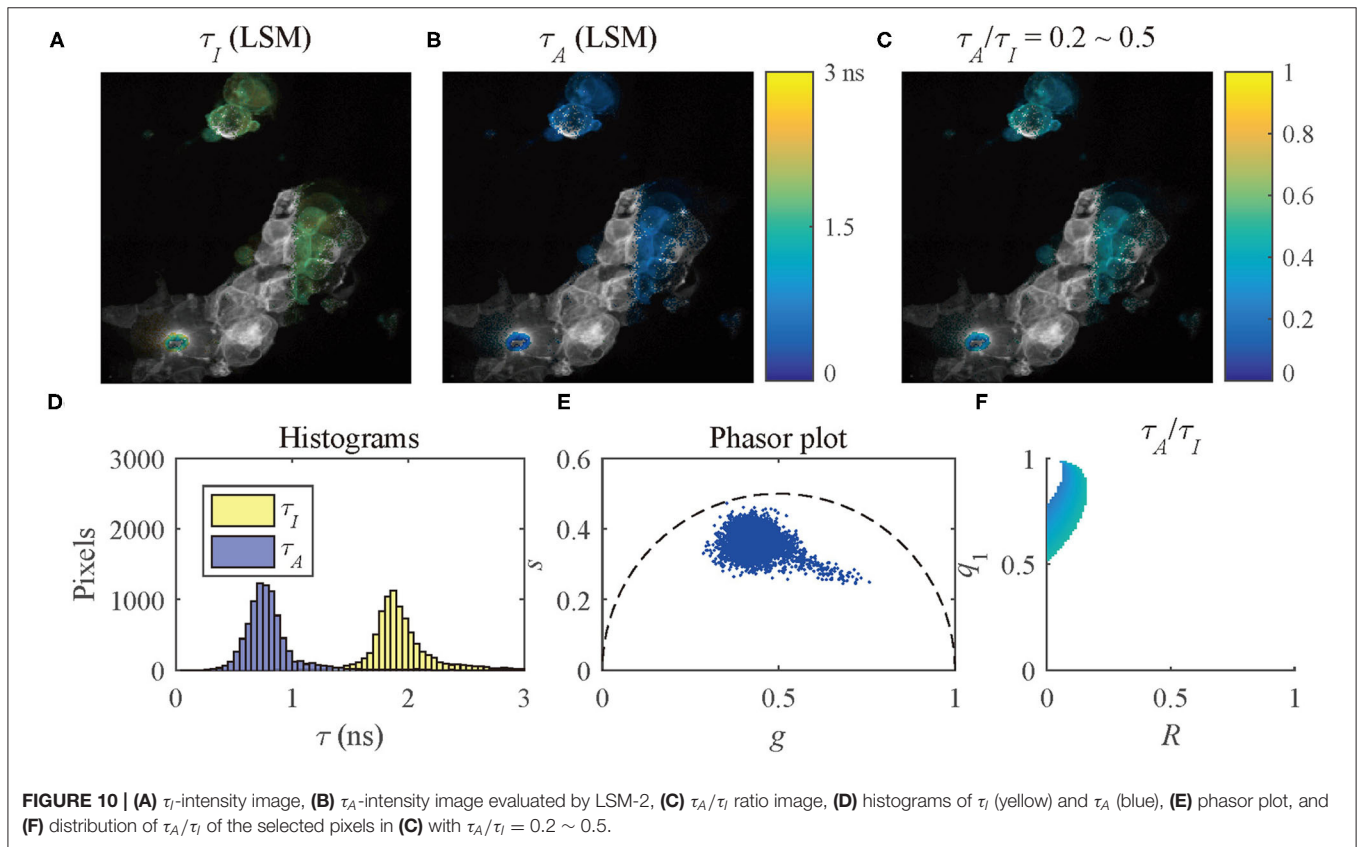 A
τI (LSM)
B
τA (LSM)
C
τA/τI = 0.2 ~ 0.5
3 ns
1.5
0
1
0.8
0.6
0.4
0.2
0
D
Histograms
3000
2000
1000
0
Pixels
τI
τA
0 1 2 3
τ (ns)
E
Phasor plot
0.6
0.4
0.2
0
s
0 0.5 1
g
F
τA/τI
1
0.5
0
q1
0 0.5 1
R
FIGURE 10 | (A) τI-intensity image, (B) τA-intensity image evaluated by LSM-2, (C) τA/τI ratio image, (D) histograms of τI (yellow) and τA (blue), (E) phasor plot, and
(F) distribution of τA/τI of the selected pixels in (C) with τA/τI = 0.2 ∼ 0.5.